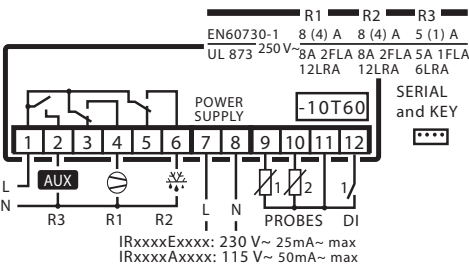 R1 R2 R3
EN60730-1 250 V~ 8 (4) A 8 (4) A 5 (1) A
UL 873 8A 2FLA 8A 2FLA 5A 1FLA
12LRA 12LRA 6LRA
POWER
SUPPLY
-10T60
SERIAL
and KEY
1 2 3 4 5 6 7 8 9 10 11 12
L AUX 1 2 1
N
R3 R1 R2 L N PROBES DI
IRxxxxExxxx: 230 V~ 25mA~ max
IRxxxxAxxxx: 115 V~ 50mA~ max